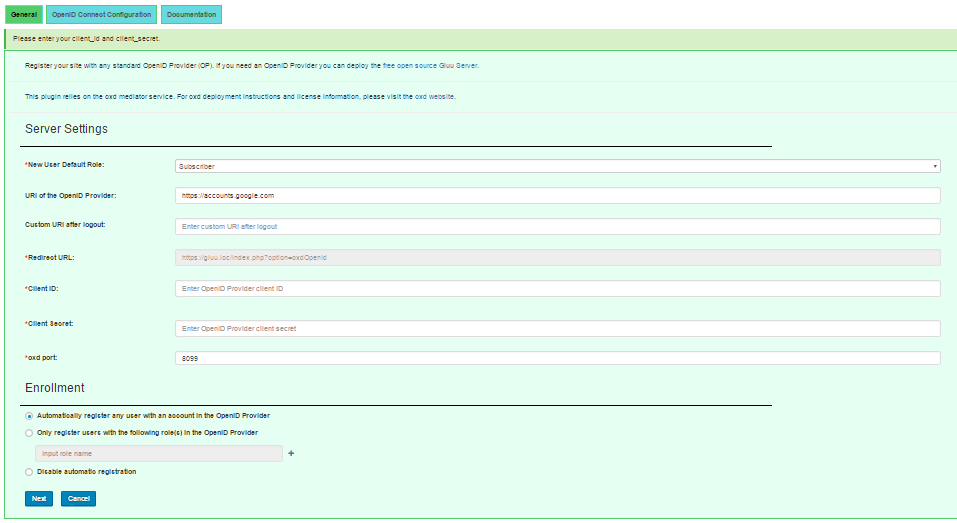 General OpenID Connect Configuration Documentation
Please enter your client_id and client_secret.
Register your site with any standard OpenID Provider (OP). If you need an OpenID Provider you can deploy the free open source Gluu Server.
This plugin relies on the oxd mediator service. For oxd deployment instructions and license information, please visit the oxd website.
Server Settings
*New User Default Role: Subscriber
URI of the OpenID Provider: https://accounts.google.com
Custom URI after logout: Enter custom URI after logout
*Redirect URL: https://gluu.loc/index.php?option=oxdOpenid
*Client ID: Enter OpenID Provider client ID
*Client Secret: Enter OpenID Provider client secret
*oxd port: 8099
Enrollment
Automatically register any user with an account in the OpenID Provider
Only register users with the following role(s) in the OpenID Provider
Input role name +
Disable automatic registration
Next Cancel